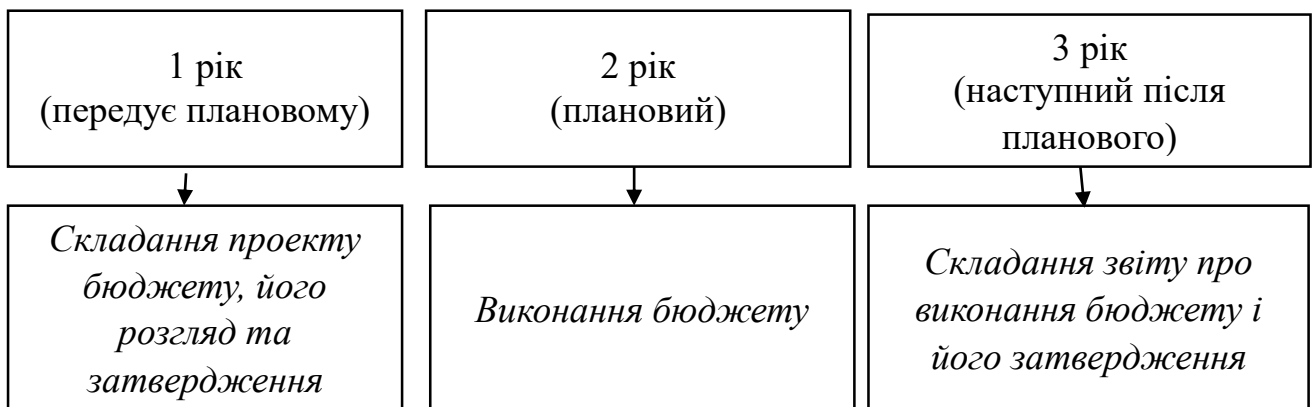 1 рік
(передує плановому)
2 рік
(плановий)
3 рік
(наступний після
планового)
Складання проекту
бюджету, його
розгляд та
затвердження
Виконання бюджету
Складання звіту про
виконання бюджету і
його затвердження